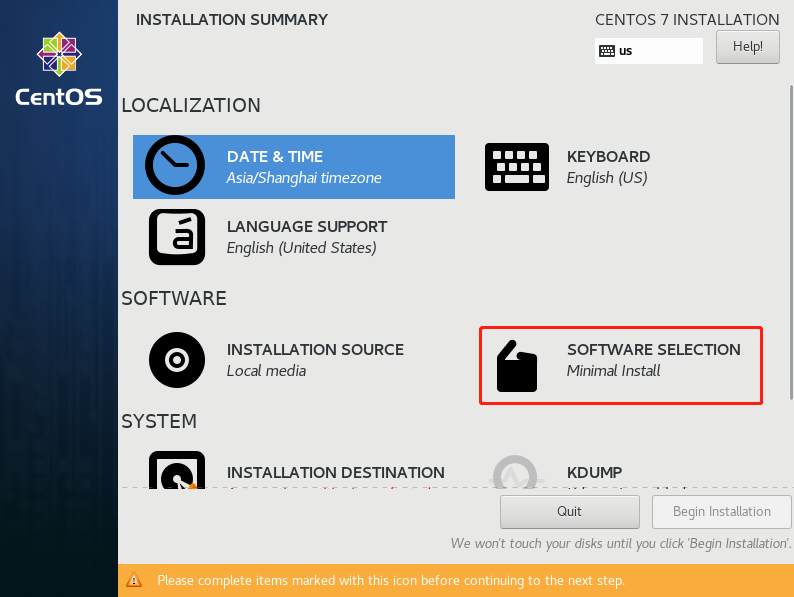 INSTALLATION SUMMARY
CENTOS 7 INSTALLATION
us
Help!
CentOS
LOCALIZATION
DATE & TIME
Asia/Shanghai timezone
KEYBOARD
English (US)
á
LANGUAGE SUPPORT
English (United States)
SOFTWARE
INSTALLATION SOURCE
Local media
SOFTWARE SELECTION
Minimal Install
SYSTEM
INSTALLATION DESTINATION
KDUMP
Quit
Begin Installation
We won't touch your disks until you click 'Begin Installation'.
Please complete items marked with this icon before continuing to the next step.